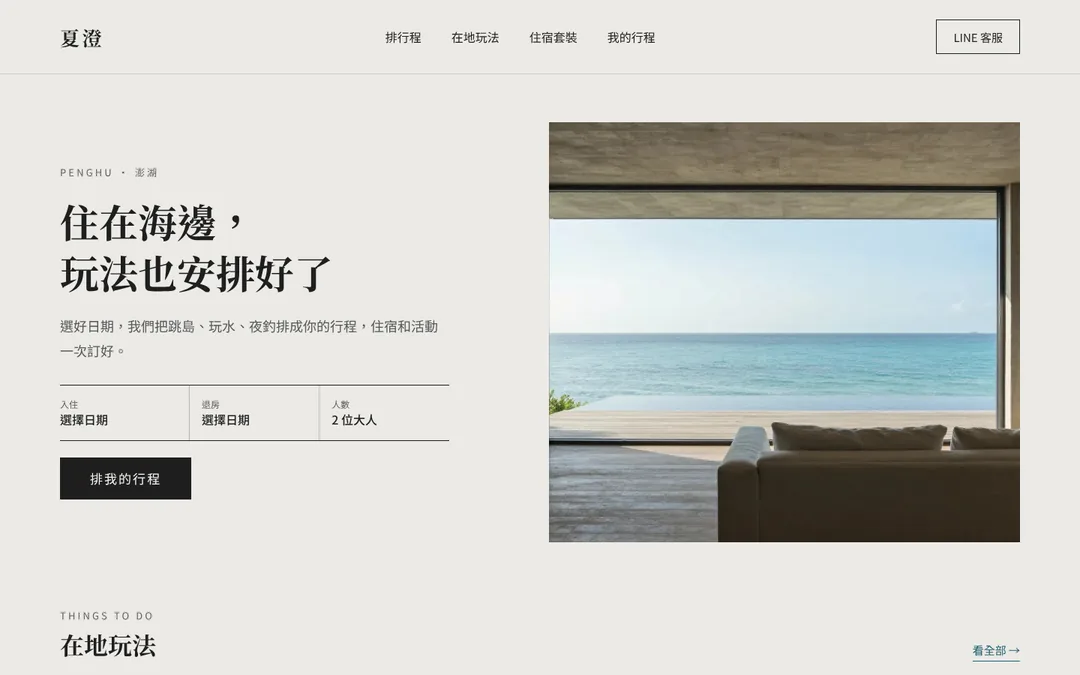 夏澄
排行程
在地玩法
住宿套裝
我的行程
LINE 客服
PENGHU・澎湖
住在海邊，
玩法也安排好了
選好日期，我們把跳島、玩水、夜釣排成你的行程，住宿和活動
一次訂好。
入住
選擇日期
退房
選擇日期
人數
2 位大人
排我的行程
THINGS TO DO
在地玩法
看全部→